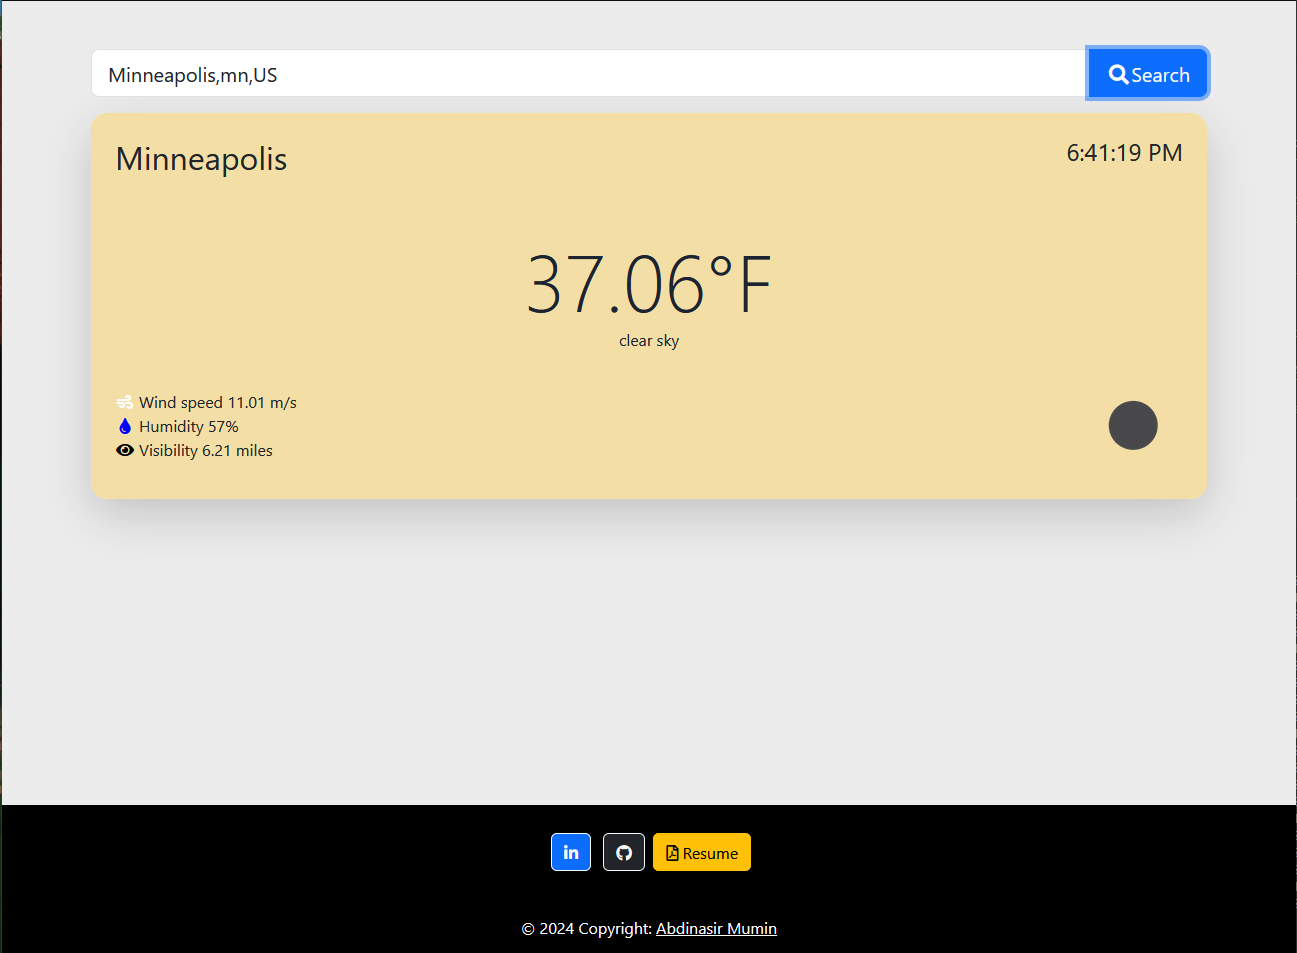 Minneapolis,mn,US
Search
Minneapolis
6:41:19 PM
37.06°F
clear sky
Wind speed 11.01 m/s
Humidity 57%
Visibility 6.21 miles
in
Resume
© 2024 Copyright: Abdinasir Mumin